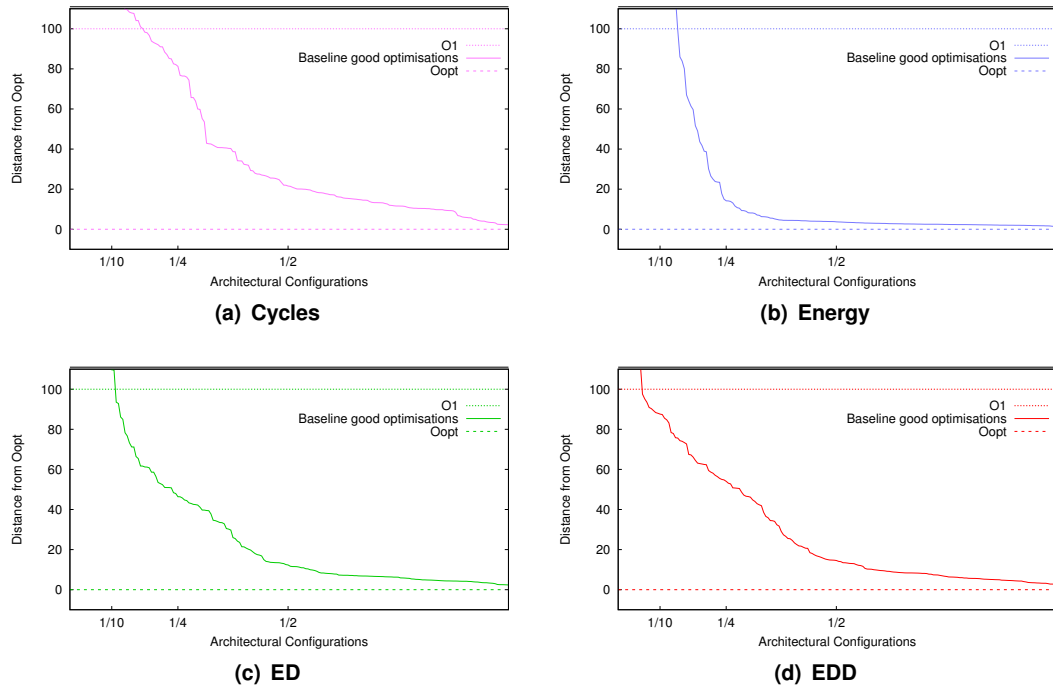 100
80
60
40
20
0
Distance from Oopt
O1
Baseline good optimisations
Oopt
1/10 1/4 1/2
Architectural Configurations
(a) Cycles
100
80
60
40
20
0
Distance from Oopt
O1
Baseline good optimisations
Oopt
1/10 1/4 1/2
Architectural Configurations
(b) Energy
100
80
60
40
20
0
Distance from Oopt
O1
Baseline good optimisations
Oopt
1/10 1/4 1/2
Architectural Configurations
(c) ED
100
80
60
40
20
0
Distance from Oopt
O1
Baseline good optimisations
Oopt
1/10 1/4 1/2
Architectural Configurations
(d) EDD